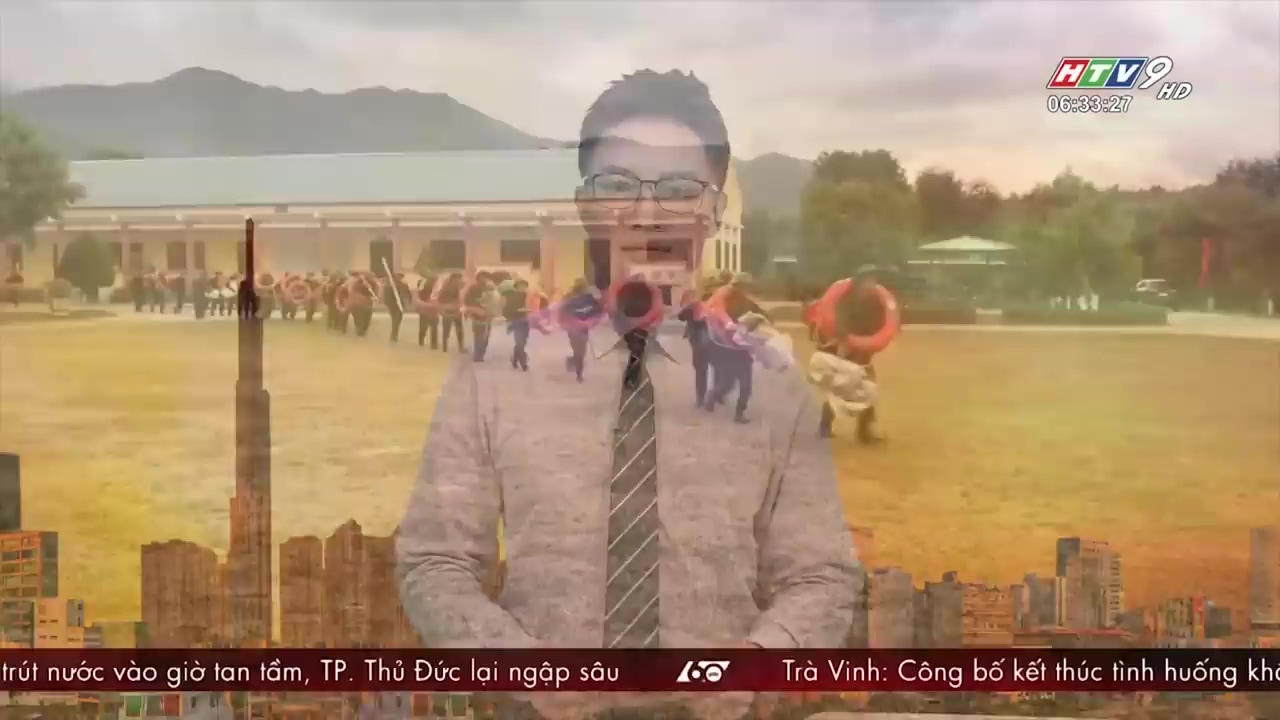 HTV9 HD
06:33:27
trút nước vào giờ tan tầm, TP. Thủ Đức lại ngập sâu 60 Trà Vinh: Công bố kết thúc tình huống